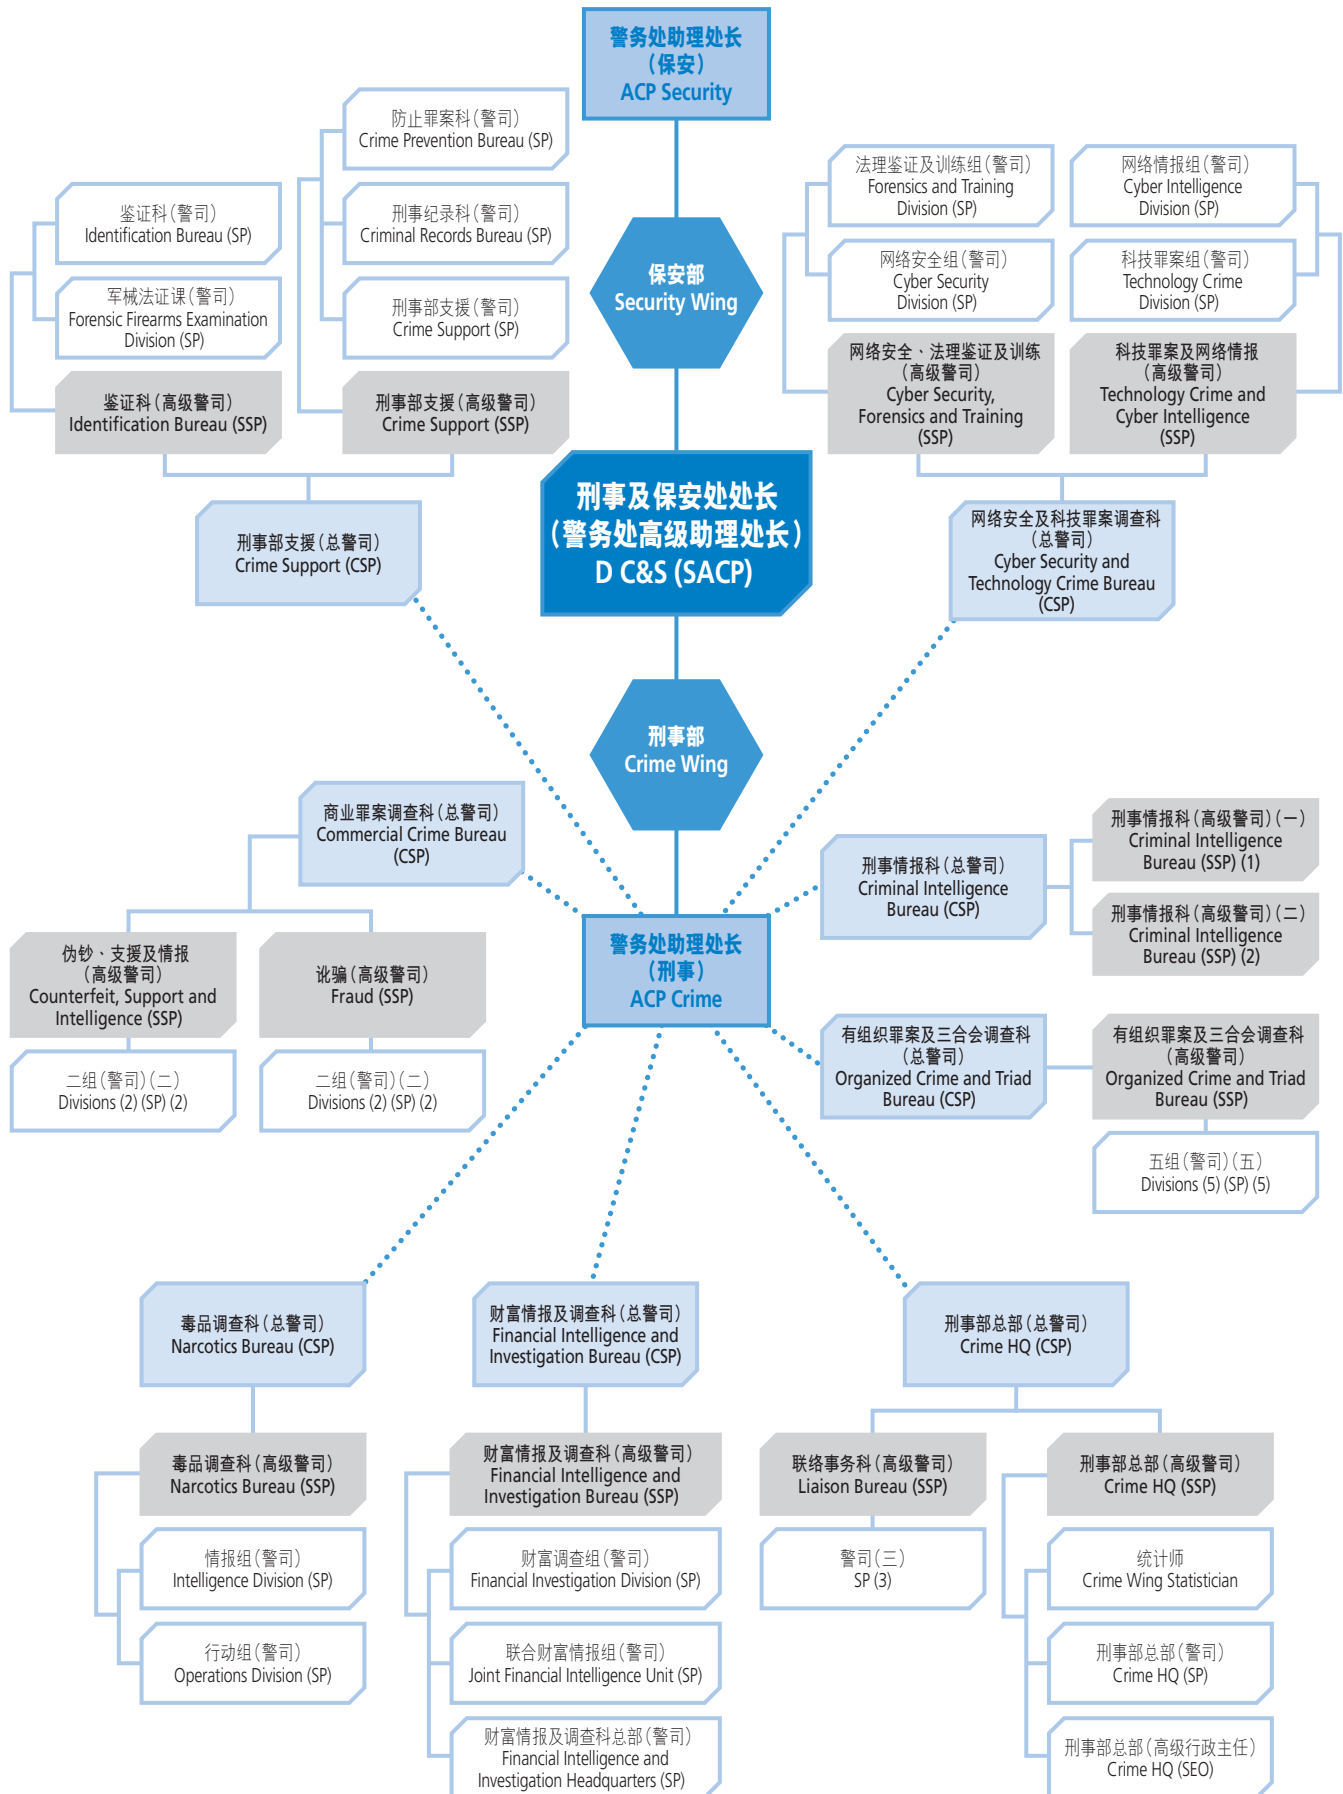 警务处助理处长
（保安）
ACP Security
防止罪案科（警司）
Crime Prevention Bureau (SP)
鉴证科（警司）
Identification Bureau (SP)
刑事纪录科（警司）
Criminal Records Bureau (SP)
军械法证课（警司）
Forensic Firearms Examination
Division (SP)
刑事部支援（警司）
Crime Support (SP)
鉴证科（高级警司）
Identification Bureau (SSP)
刑事部支援（高级警司）
Crime Support (SSP)
刑事部支援（总警司）
Crime Support (CSP)
保安部
Security Wing
法理鉴证及训练组（警司）
Forensics and Training
Division (SP)
网络情报组（警司）
Cyber Intelligence
Division (SP)
网络安全组（警司）
Cyber Security
Division (SP)
科技罪案组（警司）
Technology Crime
Division (SP)
网络安全、法理鉴证及训练
（高级警司）
Cyber Security,
Forensics and Training
(SSP)
科技罪案及网络情报
（高级警司）
Technology Crime and
Cyber Intelligence
(SSP)
网络安全及科技罪案调查科
（总警司）
Cyber Security and
Technology Crime Bureau
(CSP)
刑事及保安处处长
（警务处高级助理处长）
D C&S (SACP)
刑事部
Crime Wing
商业罪案调查科（总警司）
Commercial Crime Bureau
(CSP)
伪钞、支援及情报
（高级警司）
Counterfeit, Support and
Intelligence (SSP)
讹骗（高级警司）
Fraud (SSP)
二组（警司）（二）
Divisions (2) (SP) (2)
二组（警司）（二）
Divisions (2) (SP) (2)
警务处助理处长
（刑事）
ACP Crime
刑事情报科（总警司）
Criminal Intelligence
Bureau (CSP)
刑事情报科（高级警司）（一）
Criminal Intelligence
Bureau (SSP) (1)
刑事情报科（高级警司）（二）
Criminal Intelligence
Bureau (SSP) (2)
有组织罪案及三合会调查科
（总警司）
Organized Crime and Triad
Bureau (CSP)
有组织罪案及三合会调查科
（高级警司）
Organized Crime and Triad
Bureau (SSP)
五组（警司）（五）
Divisions (5) (SP) (5)
毒品调查科（总警司）
Narcotics Bureau (CSP)
毒品调查科（高级警司）
Narcotics Bureau (SSP)
情报组（警司）
Intelligence Division (SP)
行动组（警司）
Operations Division (SP)
财富情报及调查科（总警司）
Financial Intelligence and
Investigation Bureau (CSP)
财富情报及调查科（高级警司）
Financial Intelligence and
Investigation Bureau (SSP)
财富调查组（警司）
Financial Investigation Division (SP)
联合财富情报组（警司）
Joint Financial Intelligence Unit (SP)
财富情报及调查科总部（警司）
Financial Intelligence and
Investigation Headquarters (SP)
刑事部总部（总警司）
Crime HQ (CSP)
联络事务科（高级警司）
Liaison Bureau (SSP)
警司（三）
SP (3)
刑事部总部（高级警司）
Crime HQ (SSP)
统计师
Crime Wing Statistician
刑事部总部（警司）
Crime HQ (SP)
刑事部总部（高级行政主任）
Crime HQ (SEO)